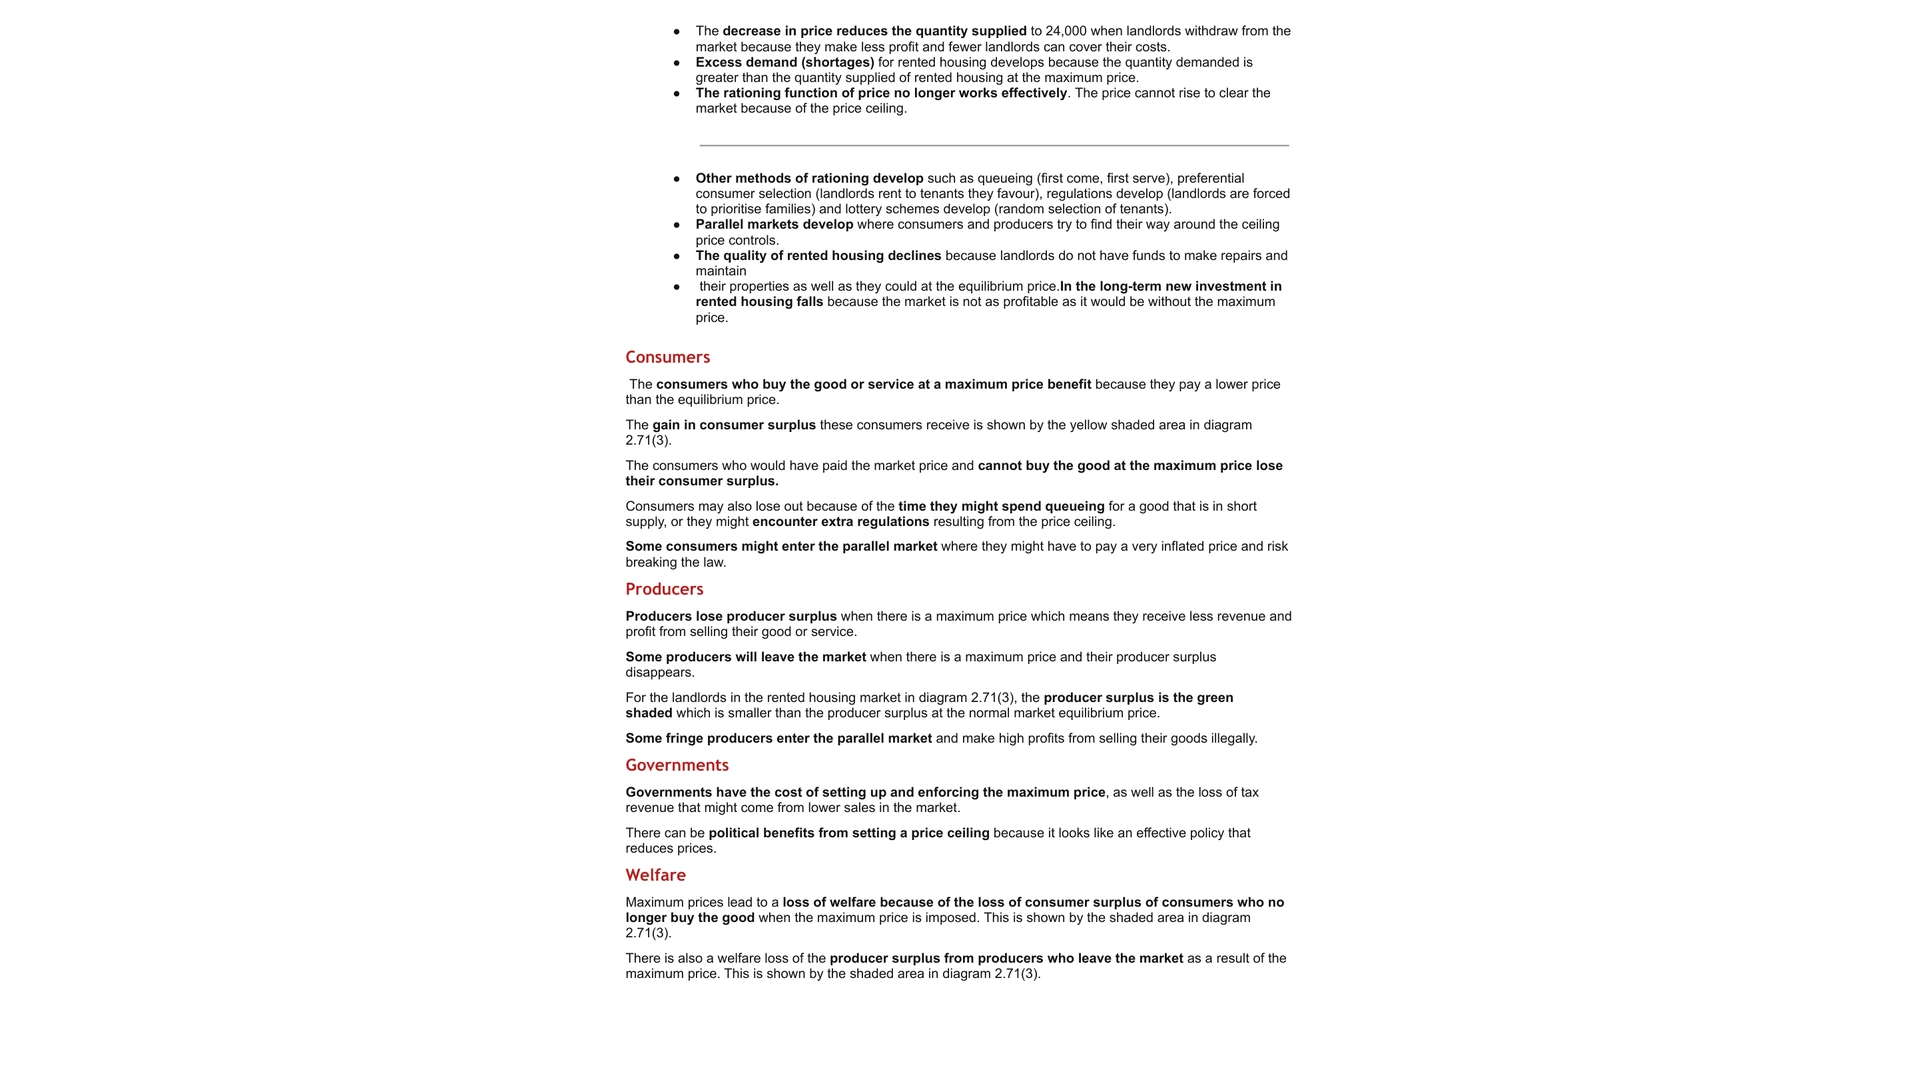 ● The decrease in price reduces the quantity supplied to 24,000 when landlords withdraw from the
market because they make less profit and fewer landlords can cover their costs.
● Excess demand (shortages) for rented housing develops because the quantity demanded is
greater than the quantity supplied of rented housing at the maximum price.
● The rationing function of price no longer works effectively. The price cannot rise to clear the
market because of the price ceiling.
● Other methods of rationing develop such as queueing (first come, first serve), preferential
consumer selection (landlords rent to tenants they favour), regulations develop (landlords are forced
to prioritise families) and lottery schemes develop (random selection of tenants).
● Parallel markets develop where consumers and producers try to find their way around the ceiling
price controls.
● The quality of rented housing declines because landlords do not have funds to make repairs and
maintain
● their properties as well as they could at the equilibrium price.In the long-term new investment in
rented housing falls because the market is not as profitable as it would be without the maximum
price.
Consumers
The consumers who buy the good or service at a maximum price benefit because they pay a lower price
than the equilibrium price.
The gain in consumer surplus these consumers receive is shown by the yellow shaded area in diagram
2.71(3).
The consumers who would have paid the market price and cannot buy the good at the maximum price lose
their consumer surplus.
Consumers may also lose out because of the time they might spend queueing for a good that is in short
supply, or they might encounter extra regulations resulting from the price ceiling.
Some consumers might enter the parallel market where they might have to pay a very inflated price and risk
breaking the law.
Producers
Producers lose producer surplus when there is a maximum price which means they receive less revenue and
profit from selling their good or service.
Some producers will leave the market when there is a maximum price and their producer surplus
disappears.
For the landlords in the rented housing market in diagram 2.71(3), the producer surplus is the green
shaded which is smaller than the producer surplus at the normal market equilibrium price.
Some fringe producers enter the parallel market and make high profits from selling their goods illegally.
Governments
Governments have the cost of setting up and enforcing the maximum price, as well as the loss of tax
revenue that might come from lower sales in the market.
There can be political benefits from setting a price ceiling because it looks like an effective policy that
reduces prices.
Welfare
Maximum prices lead to a loss of welfare because of the loss of consumer surplus of consumers who no
longer buy the good when the maximum price is imposed. This is shown by the shaded area in diagram
2.71(3).
There is also a welfare loss of the producer surplus from producers who leave the market as a result of the
maximum price. This is shown by the shaded area in diagram 2.71(3).